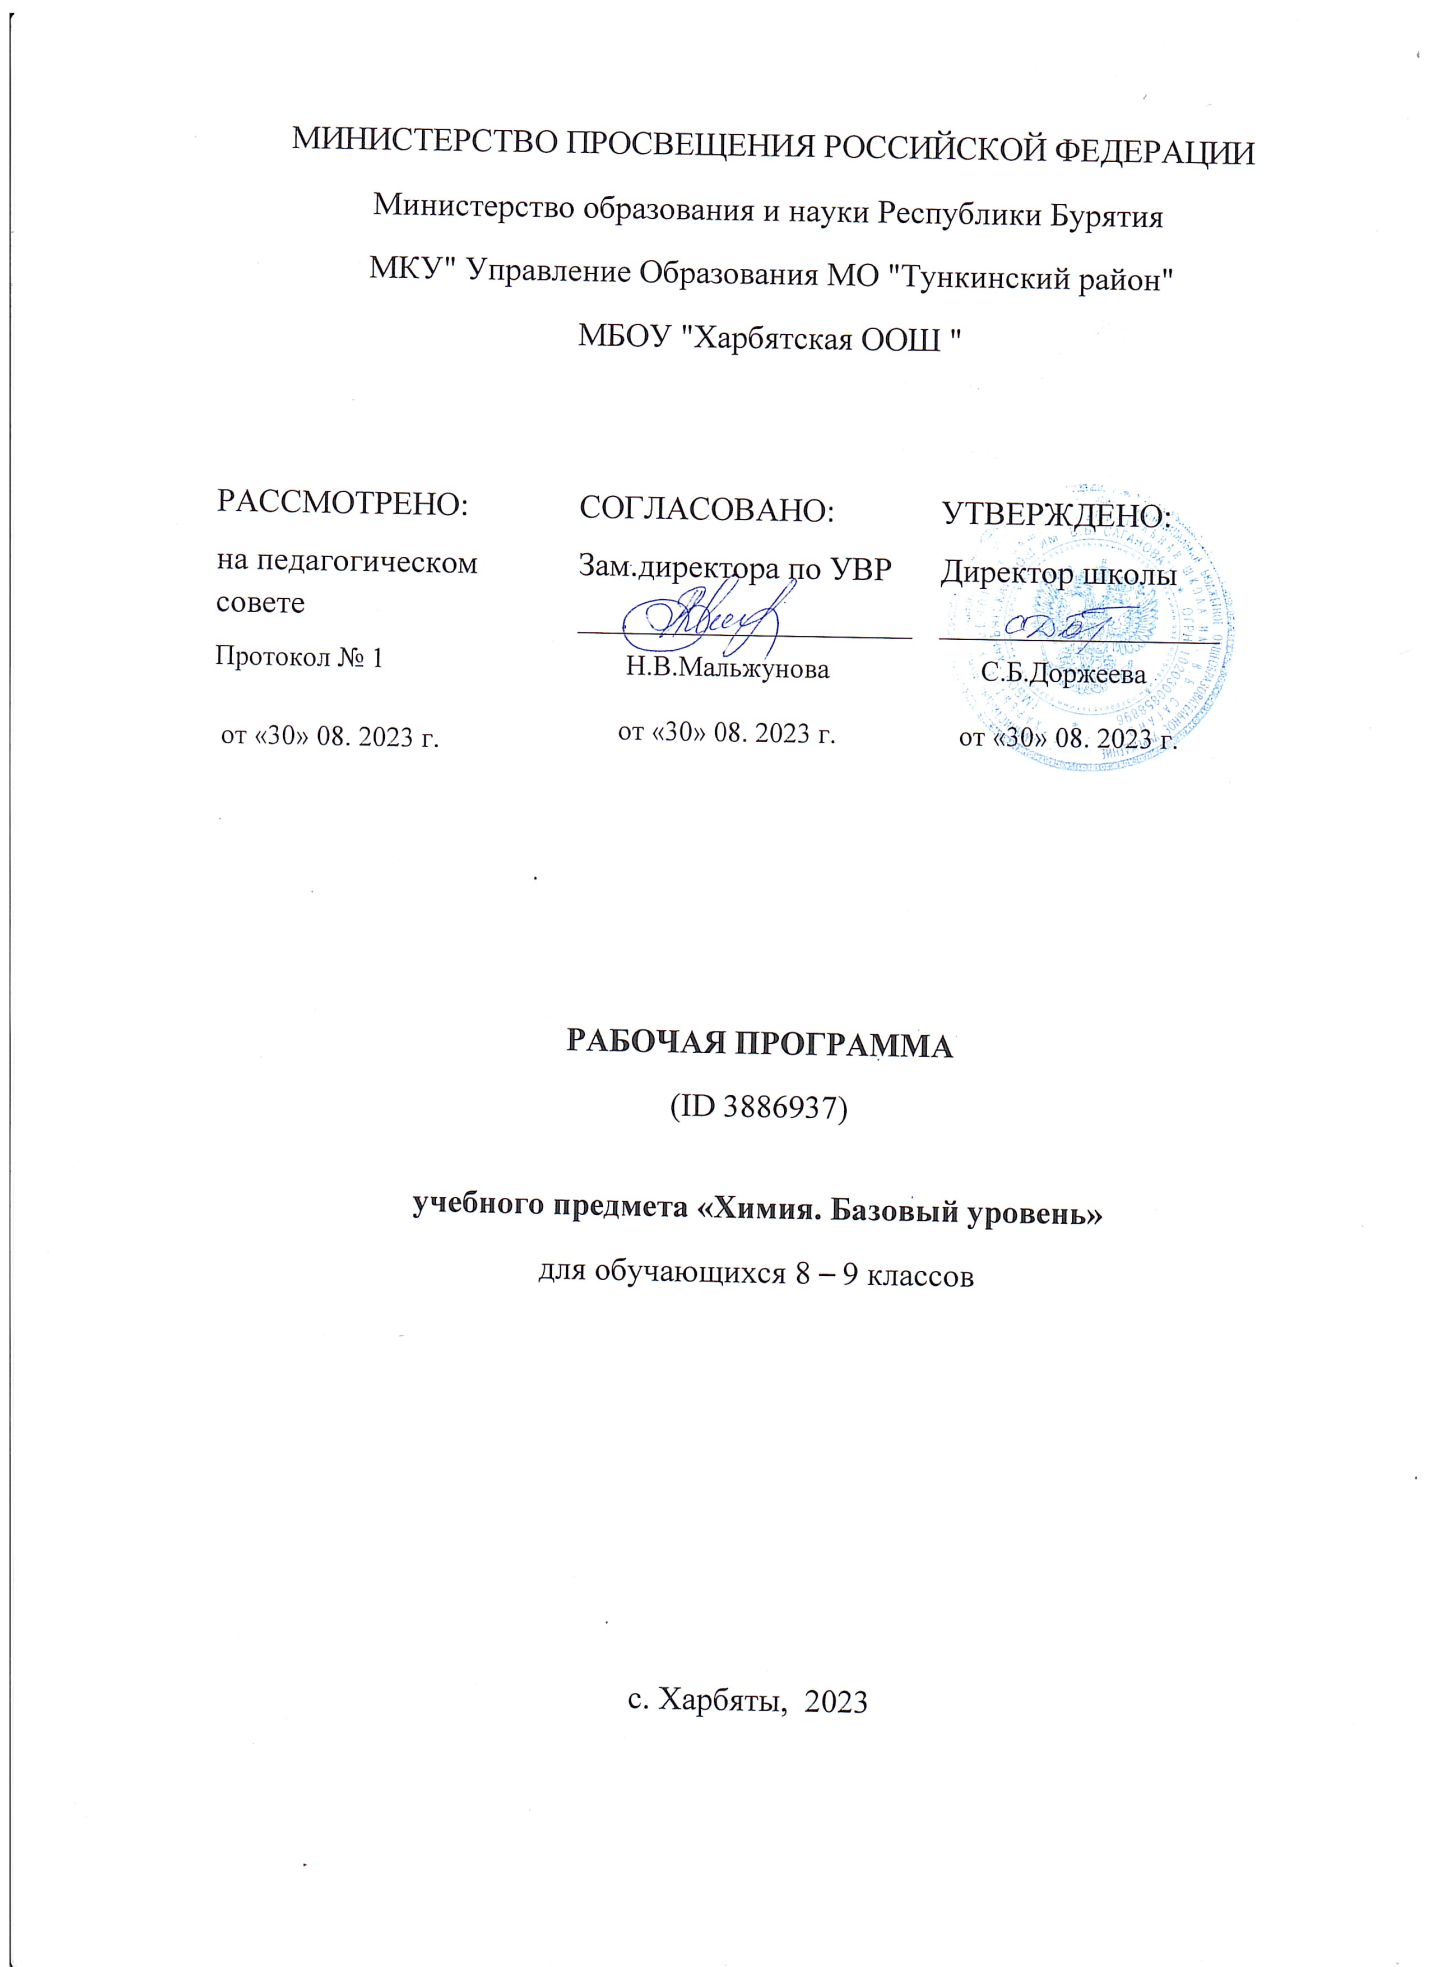 МИНИСТЕРСТВО ПРОСВЕЩЕНИЯ РОССИЙСКОЙ ФЕДЕРАЦИИ
Министерство образования и науки Республики Бурятия
МКУ" Управление Образования МО "Тункинский район"
МБОУ "Харбятская ООШ "
РАССМОТРЕНО:
на педагогическом
совете
Протокол № 1
от «30» 08. 2023 г.
СОГЛАСОВАНО:
Зам.директора по УВР
Н.В.Мальжунова
от «30» 08. 2023 г.
УТВЕРЖДЕНО:
Директор школы
С.Б.Доржеева
от «30» 08. 2023 г.
РАБОЧАЯ ПРОГРАММА
(ID 3886937)
учебного предмета «Химия. Базовый уровень»
для обучающихся 8 – 9 классов
с. Харбяты,  2023